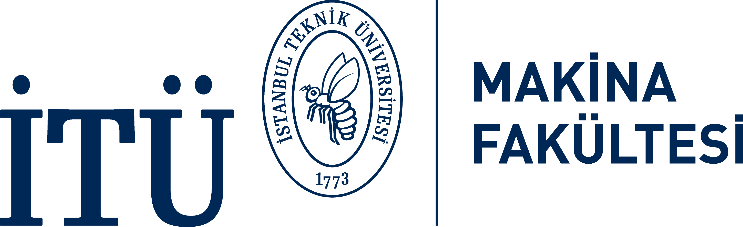 İTÜ
İSTANBUL TEKNİK ÜNİVERSİTESİ
1773
MAKİNA
FAKÜLTESİ